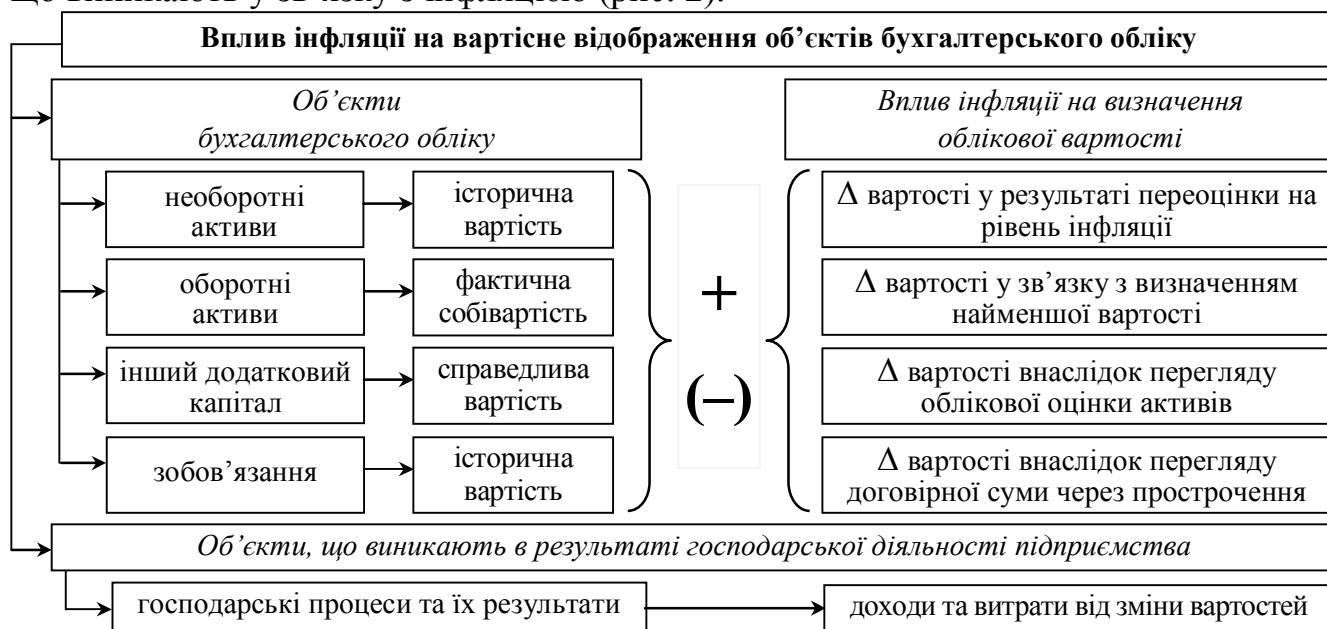 що виникають у зв'язку з інфляцією (рис. 2).
Вплив інфляції на вартісне відображення об’єктів бухгалтерського обліку
Об’єкти
бухгалтерського обліку
Вплив інфляції на визначення
облікової вартості
необоротні
активи
історична
вартість
Δ вартості у результаті переоцінки на
рівень інфляції
оборотні
активи
фактична
собівартість
Δ вартості у зв’язку з визначенням
найменшої вартості
інший додатковий
капітал
справедлива
вартість
Δ вартості внаслідок перегляду
облікової оцінки активів
зобов’язання
історична
вартість
Δ вартості внаслідок перегляду
договірної суми через прострочення
+
(–)
Об’єкти, що виникають в результаті господарської діяльності підприємства
господарські процеси та їх результати
доходи та витрати від зміни вартостей